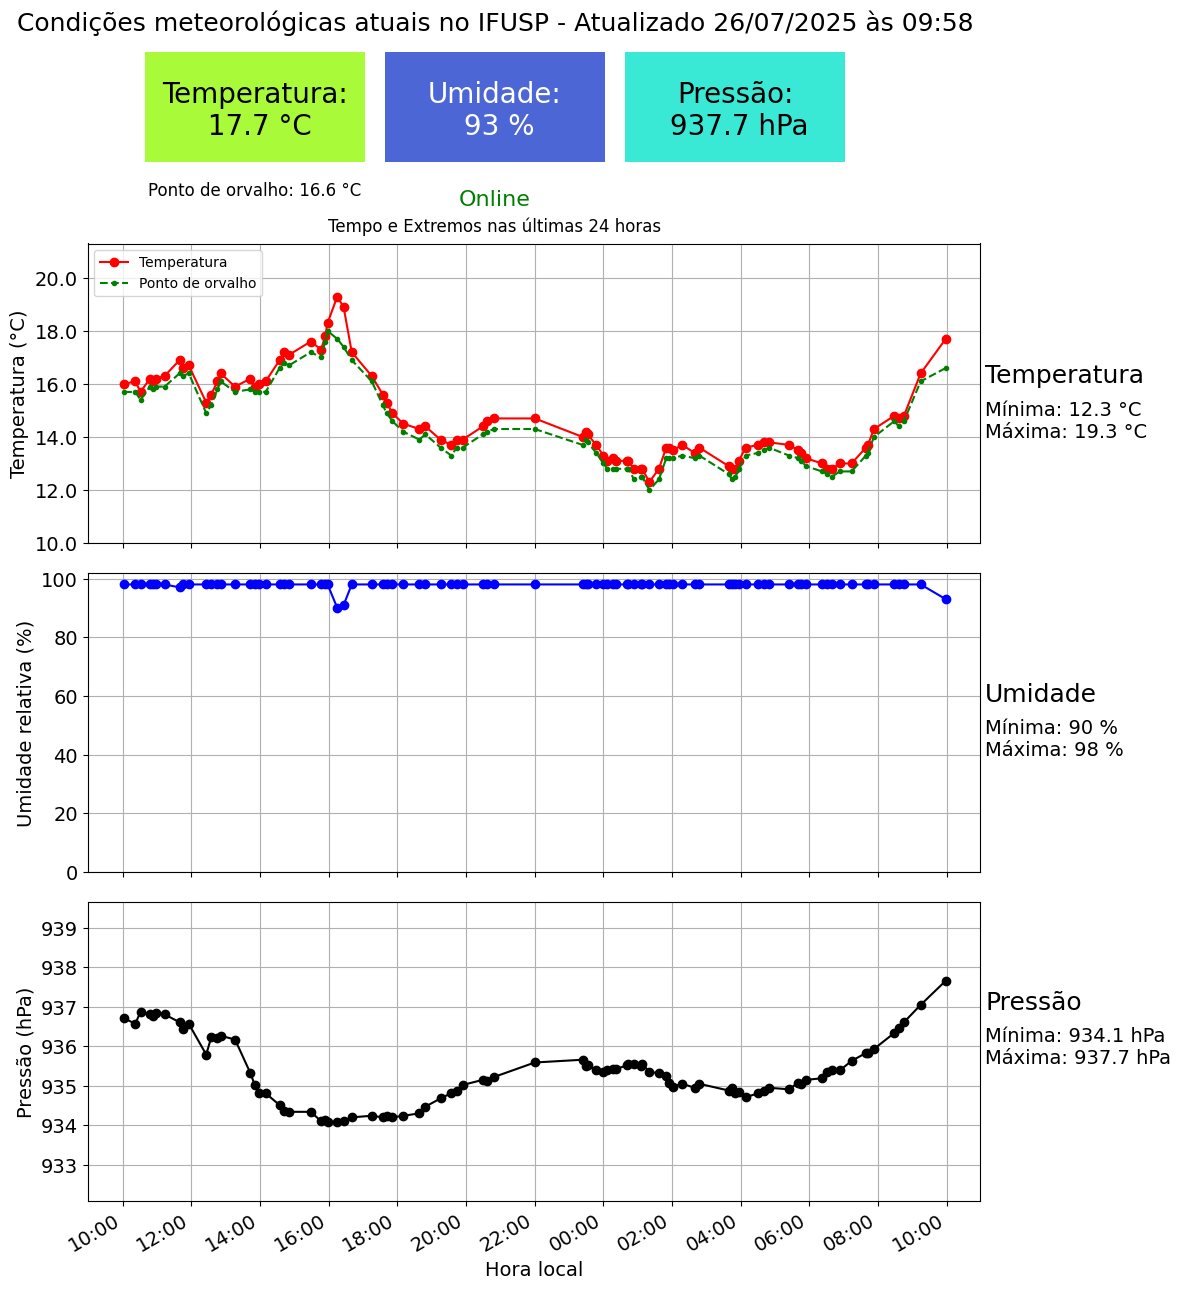 Condições meteorológicas atuais no IFUSP - Atualizado 26/07/2025 às 09:58
Temperatura:
17.7 °C
Umidade:
93 %
Pressão:
937.7 hPa
Ponto de orvalho: 16.6 °C
Online
Tempo e Extremos nas últimas 24 horas
Temperatura
Ponto de orvalho
Temperatura (°C)
20.0
18.0
16.0
14.0
12.0
10.0
Temperatura
Mínima: 12.3 °C
Máxima: 19.3 °C
Umidade relativa (%)
100
80
60
40
20
0
Umidade
Mínima: 90 %
Máxima: 98 %
Pressão (hPa)
939
938
937
936
935
934
933
Pressão
Mínima: 934.1 hPa
Máxima: 937.7 hPa
10:00
12:00
14:00
16:00
18:00
20:00
22:00
00:00
02:00
04:00
06:00
08:00
10:00
Hora local